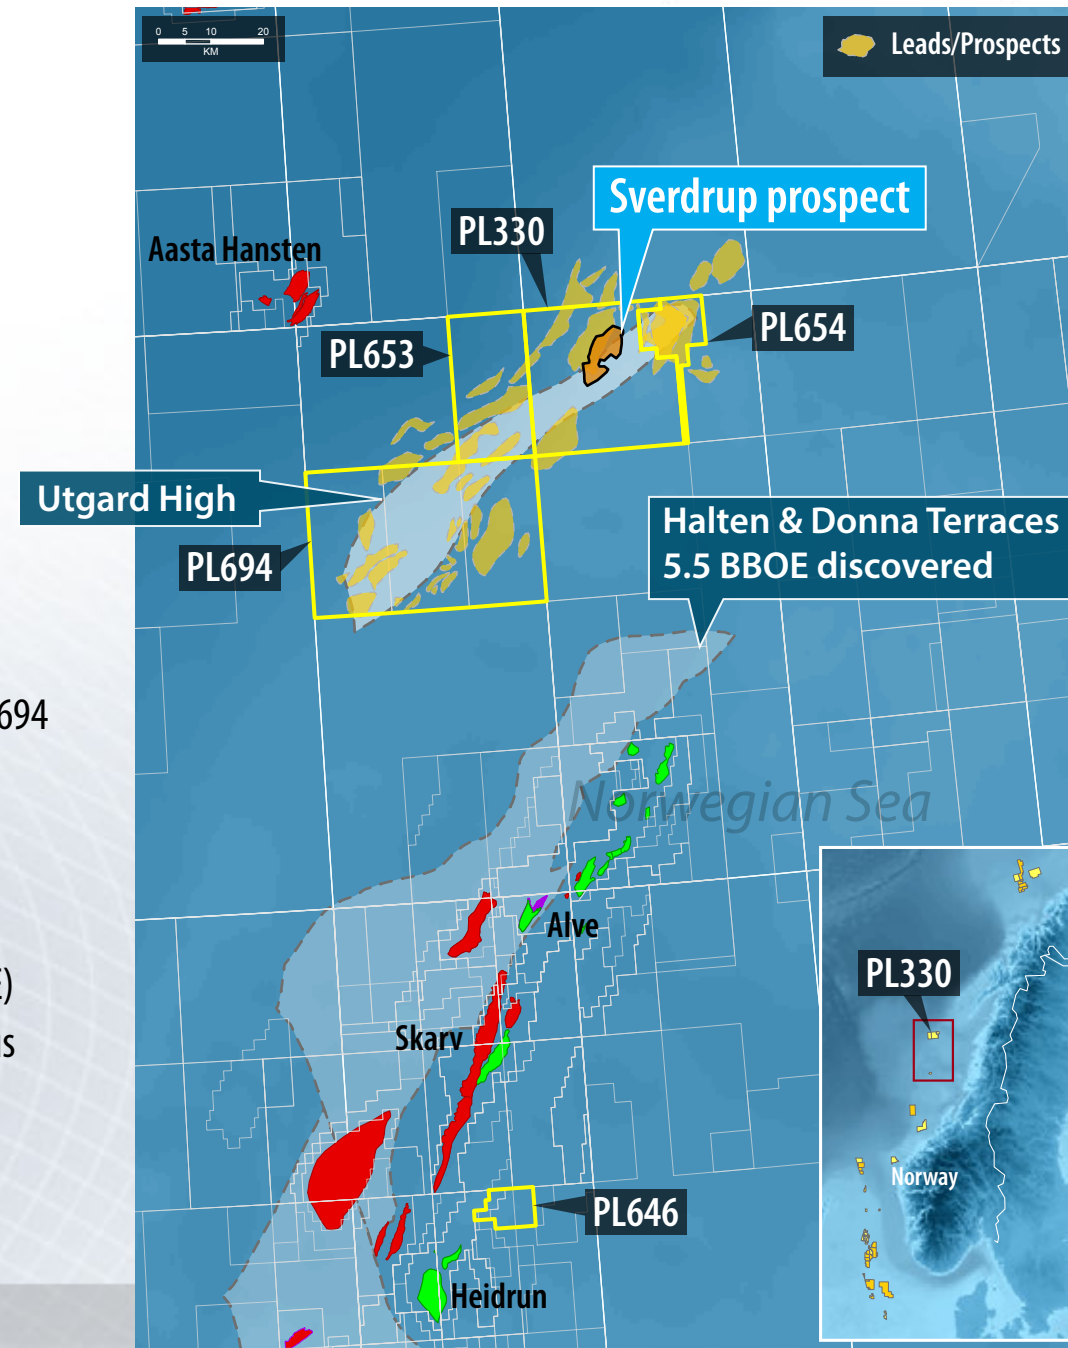 0 5 10 20
KM
Leads/Prospects
Sverdrup prospect
PL330
Aasta Hansten
PL654
PL653
Utgard High
Halten & Donna Terraces
5.5 BBOE discovered
PL694
694
Norwegian Sea
Alve
PL330
Skarv
Norway
PL646
Heidrun